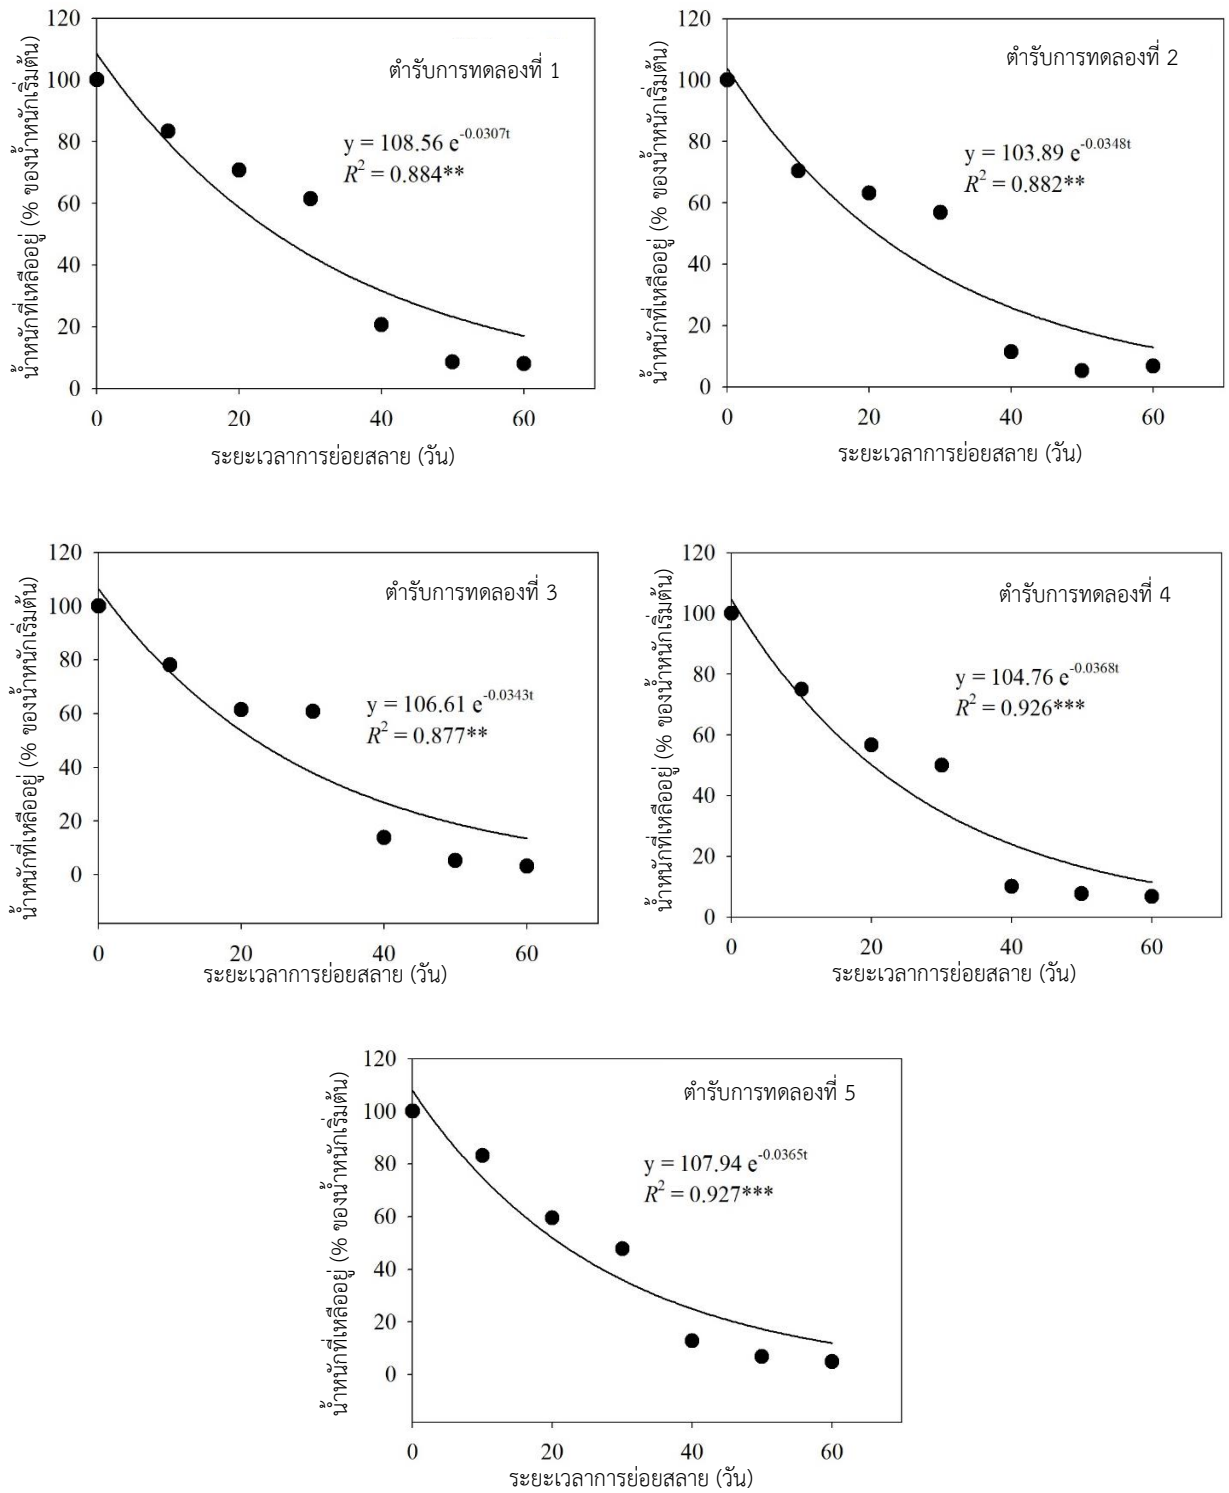 น้ำหนักที่เหลืออยู่ (% ของน้ำหนักเริ่มต้น)
120
100
80
60
40
20
0
ตำรับการทดลองที่ 1
y = 108.56 e^-0.0307t
R² = 0.884**
0 20 40 60
ระยะเวลาการย่อยสลาย (วัน)
น้ำหนักที่เหลืออยู่ (% ของน้ำหนักเริ่มต้น)
120
100
80
60
40
20
0
ตำรับการทดลองที่ 2
y = 103.89 e^-0.0348t
R² = 0.882**
0 20 40 60
ระยะเวลาการย่อยสลาย (วัน)
น้ำหนักที่เหลืออยู่ (% ของน้ำหนักเริ่มต้น)
120
100
80
60
40
20
0
ตำรับการทดลองที่ 3
y = 106.61 e^-0.0343t
R² = 0.877**
0 20 40 60
ระยะเวลาการย่อยสลาย (วัน)
น้ำหนักที่เหลืออยู่ (% ของน้ำหนักเริ่มต้น)
120
100
80
60
40
20
0
ตำรับการทดลองที่ 4
y = 104.76 e^-0.0368t
R² = 0.926***
0 20 40 60
ระยะเวลาการย่อยสลาย (วัน)
น้ำหนักที่เหลืออยู่ (% ของน้ำหนักเริ่มต้น)
120
100
80
60
40
20
0
ตำรับการทดลองที่ 5
y = 107.94 e^-0.0365t
R² = 0.927***
0 20 40 60
ระยะเวลาการย่อยสลาย (วัน)